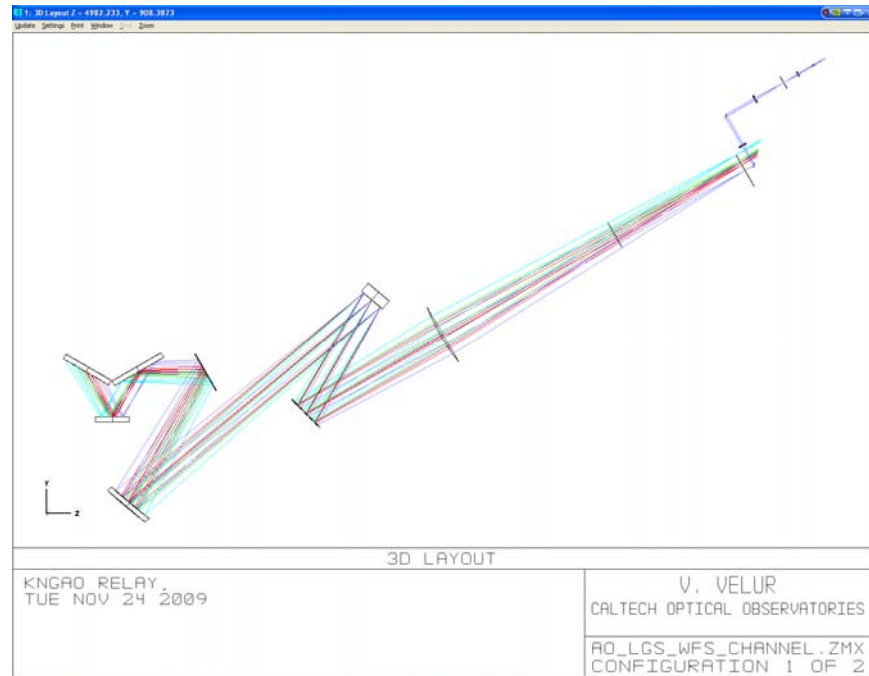 1: 3D Layout Z = 4982.233, Y = 908.3873
Update Settings Print Window Zoom
Y
Z
3D LAYOUT
KNGAO RELAY.
TUE NOV 24 2009
V. VELUR
CALTECH OPTICAL OBSERVATORIES
AO_LGS_WFS_CHANNEL.ZMX
CONFIGURATION 1 OF 2